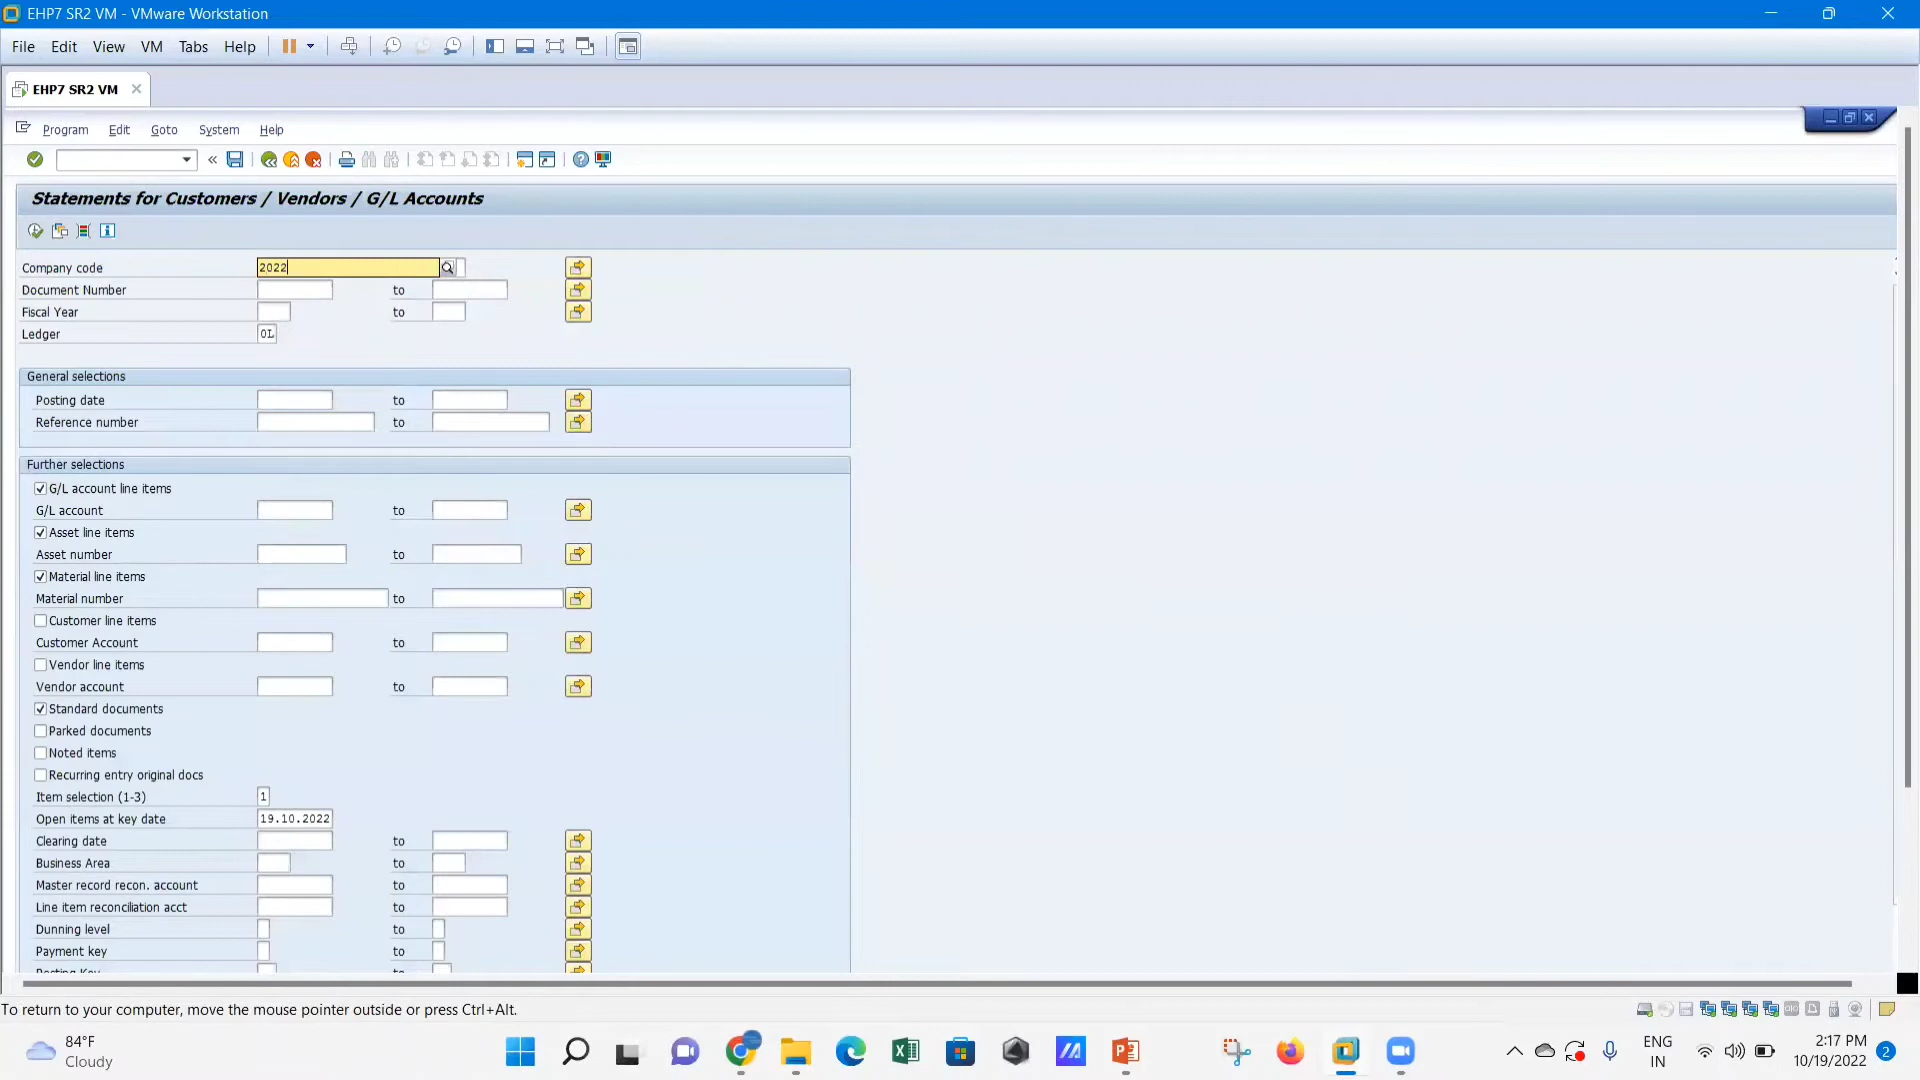 EHP7 SR2 VM - VMware Workstation
File Edit View VM Tabs Help
EHP7 SR2 VM
Program Edit Goto System Help
Statements for Customers / Vendors / G/L Accounts
Company code 2022
Document Number to
Fiscal Year to
Ledger 0L
General selections
Posting date to
Reference number to
Further selections
G/L account line items
G/L account to
Asset line items
Asset number to
Material line items
Material number to
Customer line items
Customer Account to
Vendor line items
Vendor account to
Standard documents
Parked documents
Noted items
Recurring entry original docs
Item selection (1-3) 1
Open items at key date 19.10.2022
Clearing date to
Business Area to
Master record recon. account to
Line item reconciliation acct to
Dunning level to
Payment key to
Posting Key to
To return to your computer, move the mouse pointer outside or press Ctrl+Alt.
84°F
Cloudy
ENG
IN
2:17 PM
10/19/2022
2